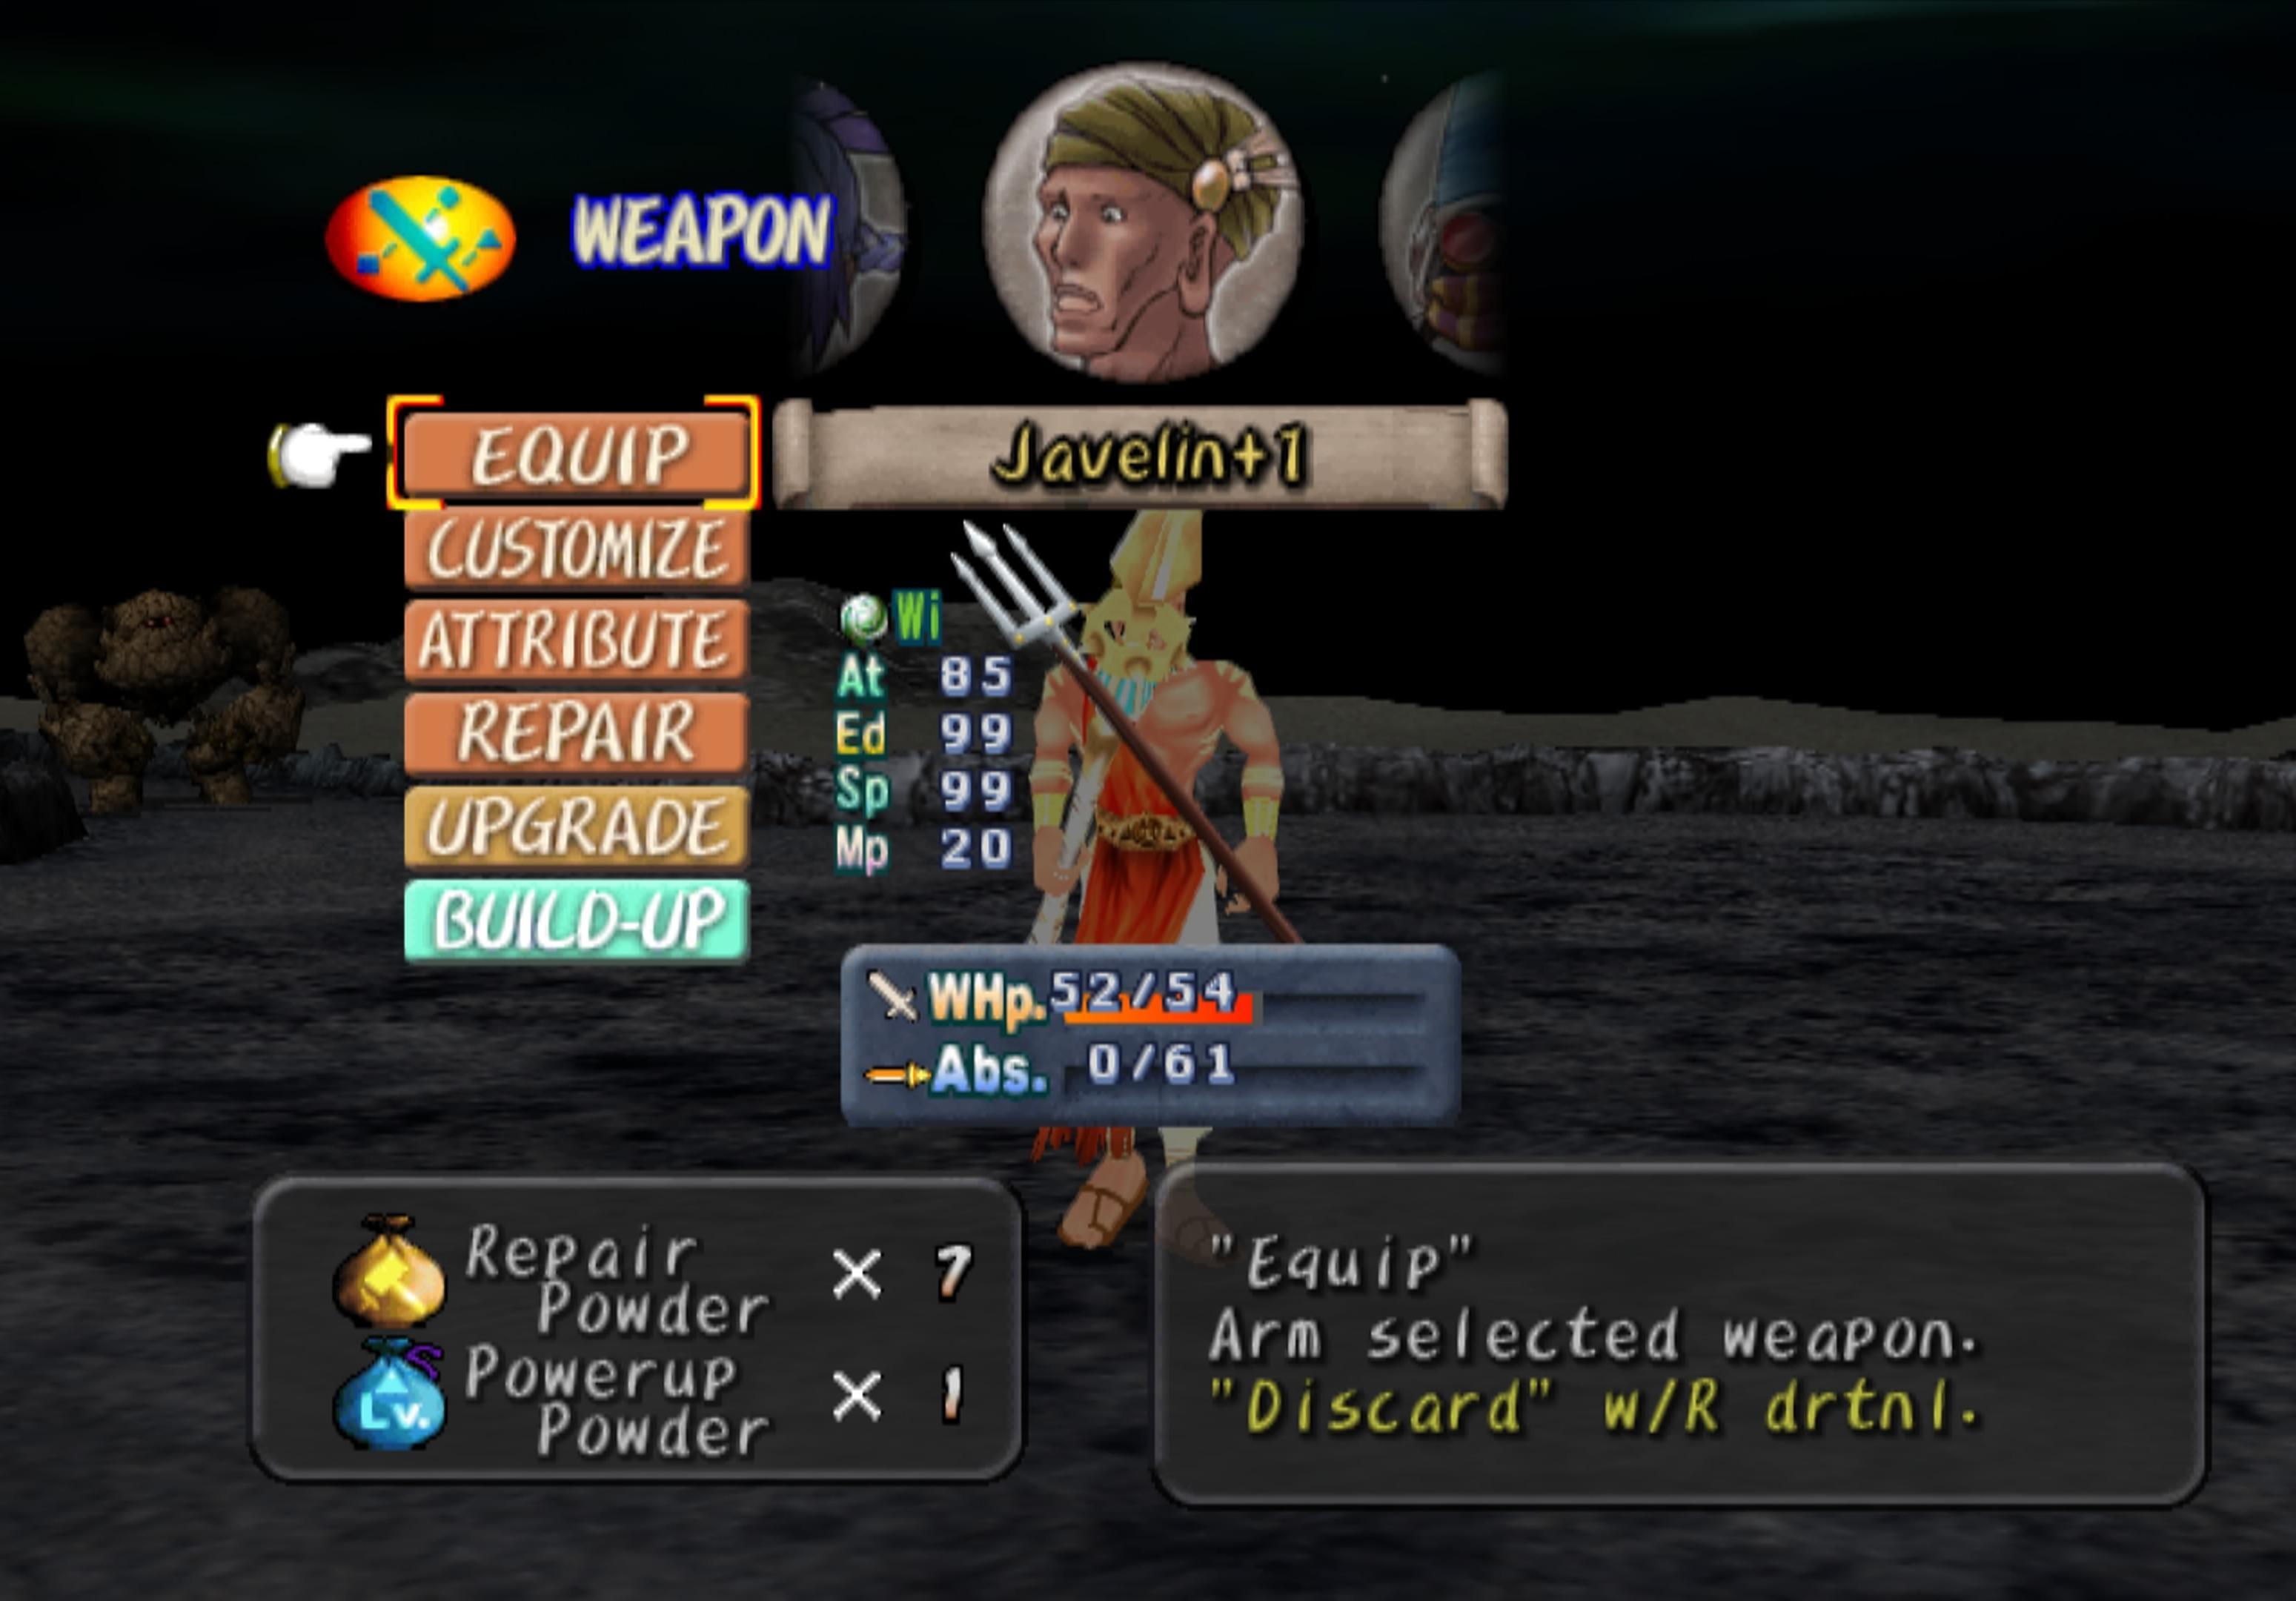 WEAPON
EQUIP
Javelin+1
CUSTOMIZE
ATTRIBUTE
REPAIR
UPGRADE
BUILD-UP
Wi
At 85
Ed 99
Sp 99
Mp 20
WHp. 52/54
Abs. 0/61
Repair
Powder × 7
Lv.
Powerup
Powder × 1
"Equip"
Arm selected weapon.
"Discard" w/R drtnl.